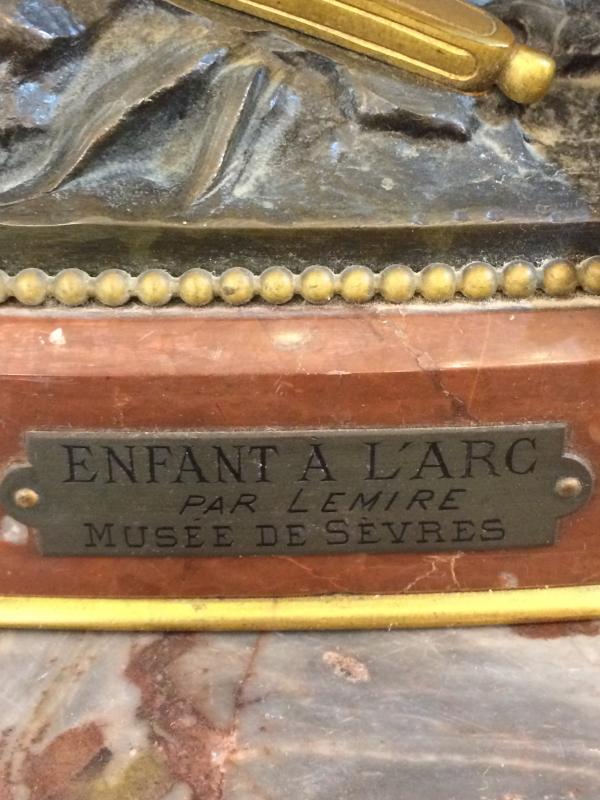 ENFANT À L'ARC
PAR LEMIRE
MUSÉE DE SÈVRES